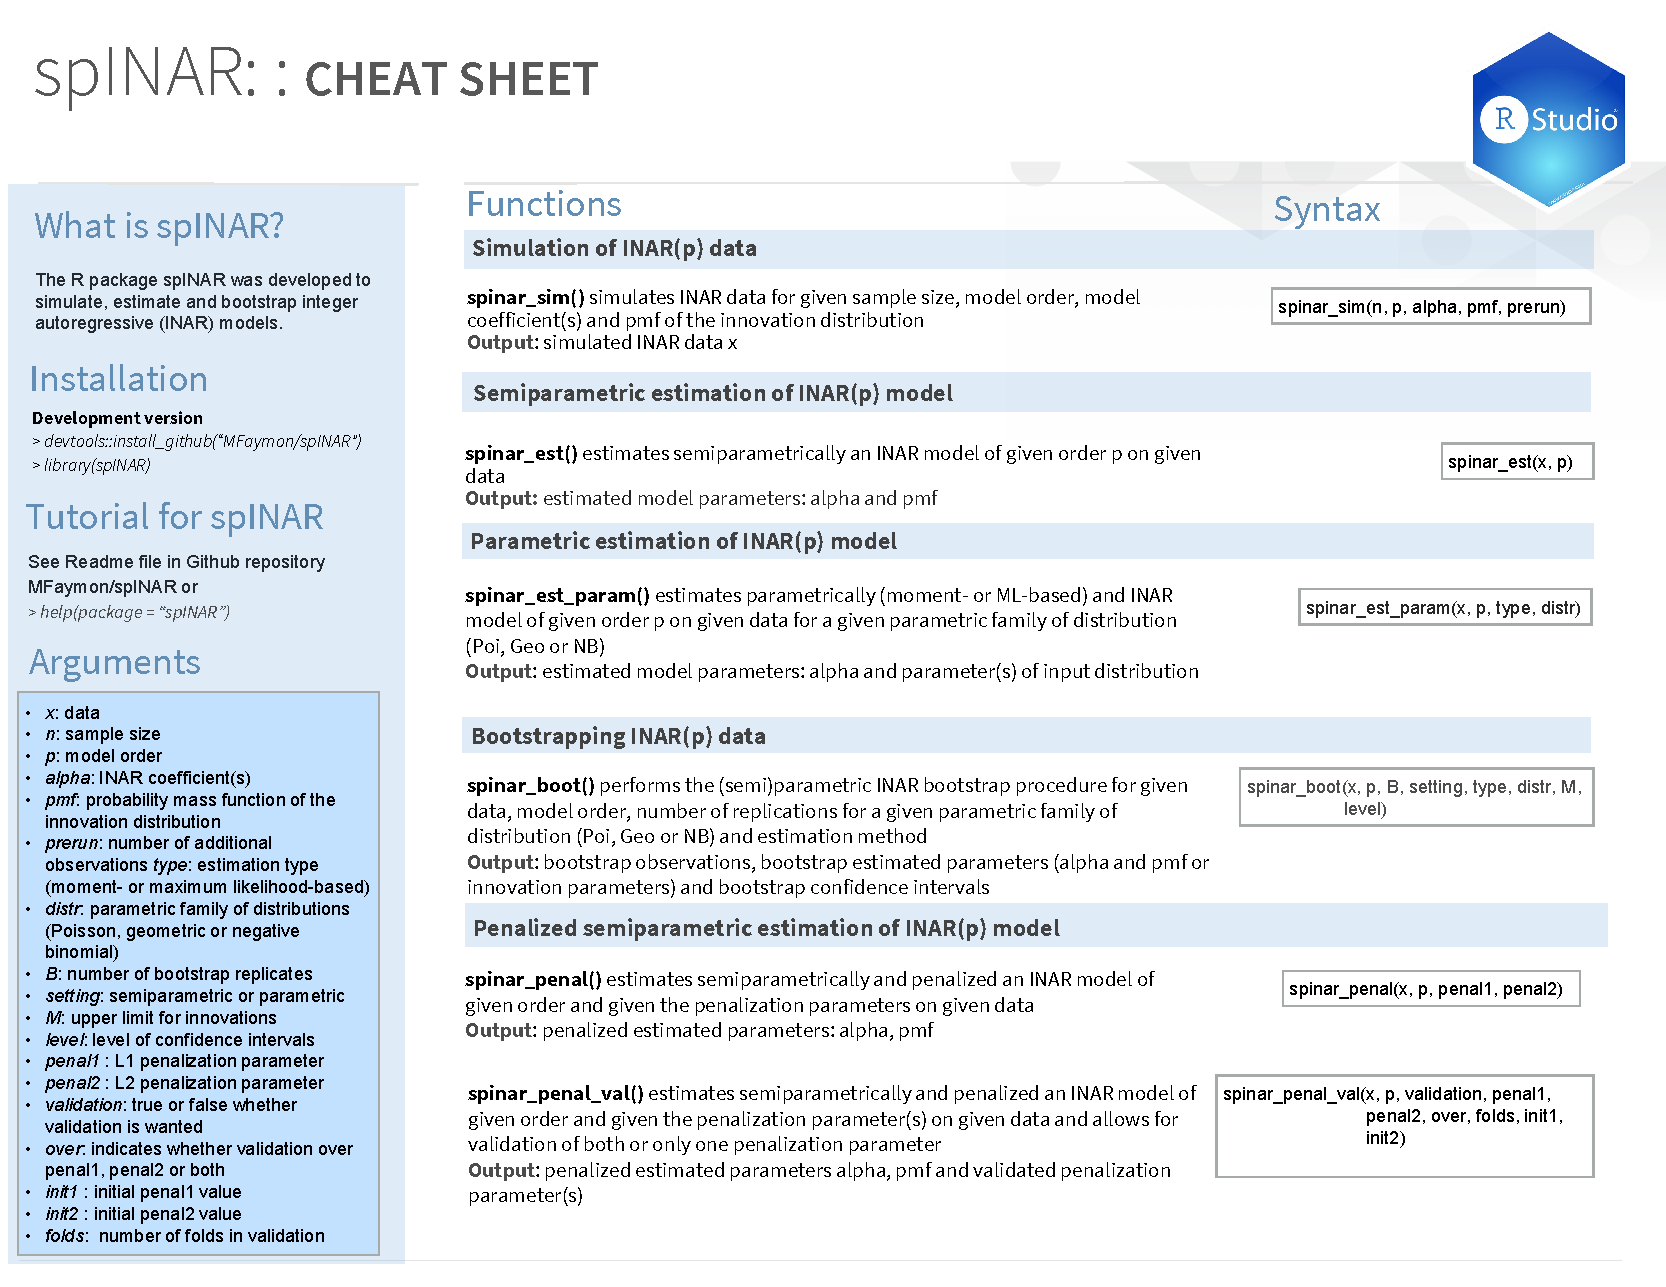 spINAR: : CHEAT SHEET
R Studio
What is spINAR?
The R package spINAR was developed to
simulate, estimate and bootstrap integer
autoregressive (INAR) models.
Installation
Development version
> devtools::install_github(“MFaymon/spINAR")
> library(spINAR)
Tutorial for spINAR
See Readme file in Github repository
MFaymon/spINAR or
> help(package = “spINAR”)
Arguments
• x: data
• n: sample size
• p: model order
• alpha: INAR coefficient(s)
• pmf: probability mass function of the
innovation distribution
• prerun: number of additional
observations type: estimation type
(moment- or maximum likelihood-based)
• distr: parametric family of distributions
(Poisson, geometric or negative
binomial)
• B: number of bootstrap replicates
• setting: semiparametric or parametric
• M: upper limit for innovations
• level: level of confidence intervals
• penal1 : L1 penalization parameter
• penal2 : L2 penalization parameter
• validation: true or false whether
validation is wanted
• over: indicates whether validation over
penal1, penal2 or both
• init1 : initial penal1 value
• init2 : initial penal2 value
• folds: number of folds in validation
Functions
Syntax
Simulation of INAR(p) data
spinar_sim() simulates INAR data for given sample size, model order, model
coefficient(s) and pmf of the innovation distribution
Output: simulated INAR data x
spinar_sim(n, p, alpha, pmf, prerun)
Semiparametric estimation of INAR(p) model
spinar_est() estimates semiparametrically an INAR model of given order p on given
data
Output: estimated model parameters: alpha and pmf
spinar_est(x, p)
Parametric estimation of INAR(p) model
spinar_est_param() estimates parametrically (moment- or ML-based) and INAR
model of given order p on given data for a given parametric family of distribution
(Poi, Geo or NB)
Output: estimated model parameters: alpha and parameter(s) of input distribution
spinar_est_param(x, p, type, distr)
Bootstrapping INAR(p) data
spinar_boot() performs the (semi)parametric INAR bootstrap procedure for given
data, model order, number of replications for a given parametric family of
distribution (Poi, Geo or NB) and estimation method
Output: bootstrap observations, bootstrap estimated parameters (alpha and pmf or
innovation parameters) and bootstrap confidence intervals
spinar_boot(x, p, B, setting, type, distr, M,
level)
Penalized semiparametric estimation of INAR(p) model
spinar_penal() estimates semiparametrically and penalized an INAR model of
given order and given the penalization parameters on given data
Output: penalized estimated parameters: alpha, pmf
spinar_penal(x, p, penal1, penal2)
spinar_penal_val() estimates semiparametrically and penalized an INAR model of
given order and given the penalization parameter(s) on given data and allows for
validation of both or only one penalization parameter
Output: penalized estimated parameters alpha, pmf and validated penalization
parameter(s)
spinar_penal_val(x, p, validation, penal1,
penal2, over, folds, init1,
init2)